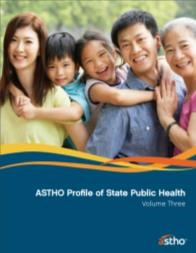 ASTHO Profile of State Public Health
Volume Three
astho